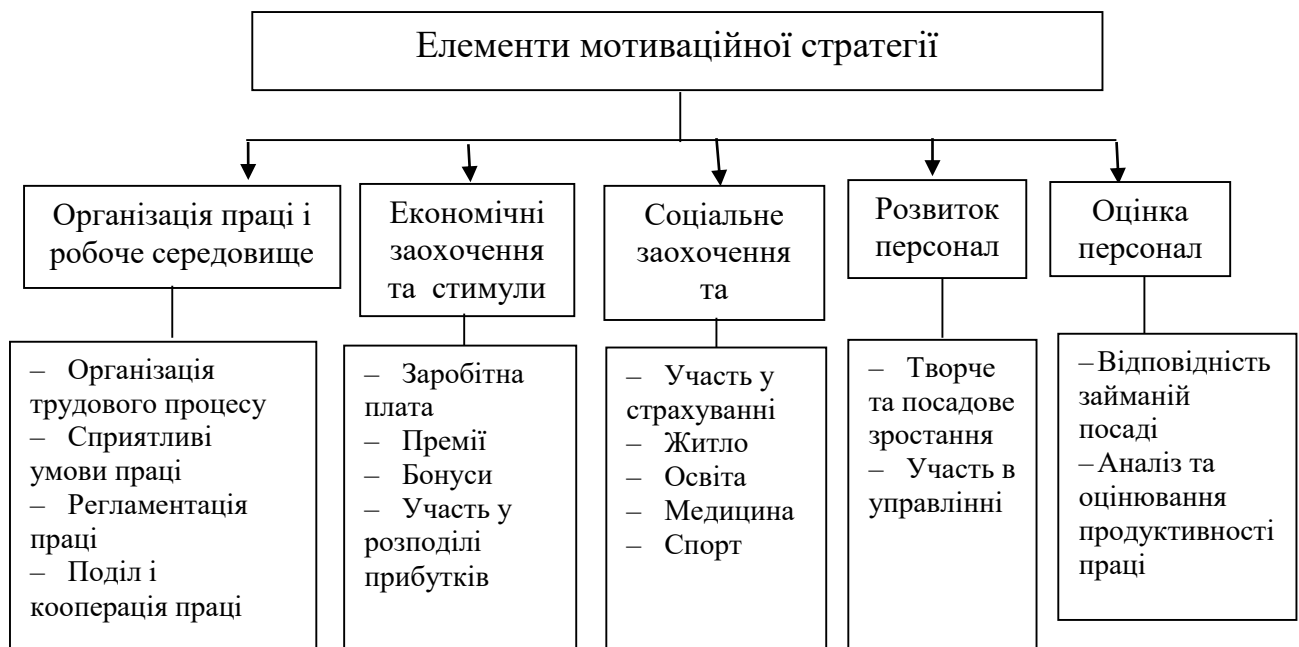 Елементи мотиваційної стратегії
Організація праці і
робоче середовище
Економічні
заохочення
та стимули
Соціальне
заохочення
та
Розвиток
персонал
Оцінка
персонал
– Організація
трудового процесу
– Сприятливі
умови праці
– Регламентація
праці
– Поділ і
кооперація праці
– Заробітна
плата
– Премії
– Бонуси
– Участь у
розподілі
прибутків
– Участь у
страхуванні
– Житло
– Освіта
– Медицина
– Спорт
– Творче
та посадове
зростання
– Участь в
управлінні
– Відповідність
займаній
посаді
– Аналіз та
оцінювання
продуктивності
праці